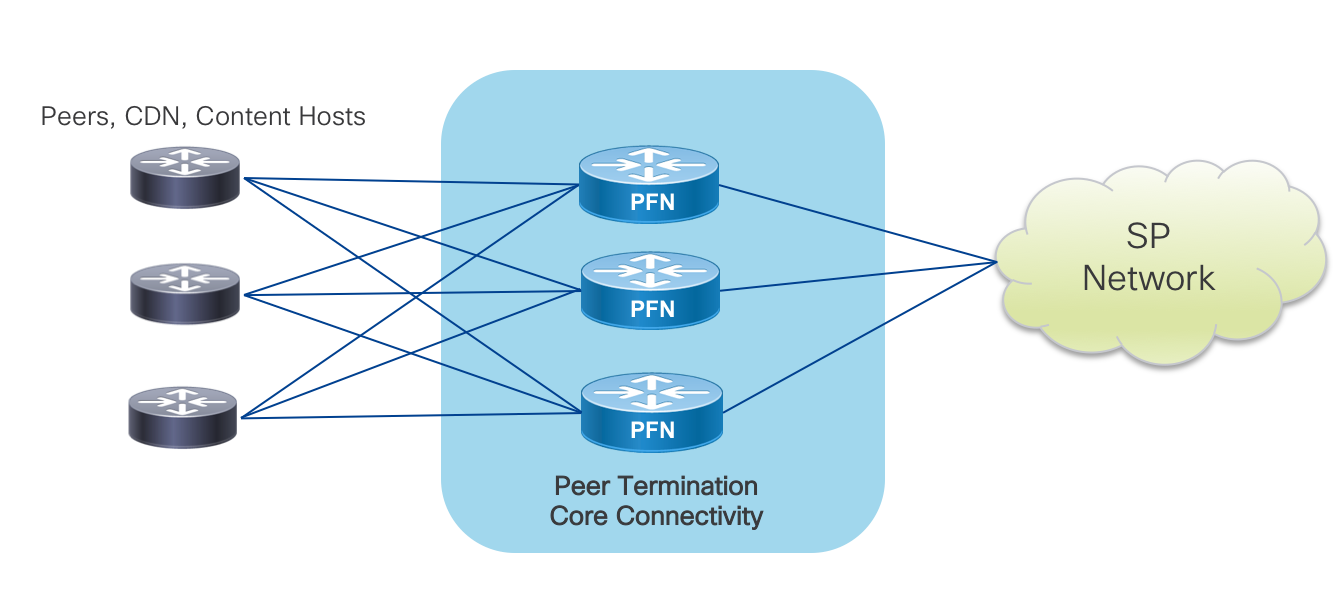 Peers, CDN, Content Hosts
PFN
PFN
PFN
Peer Termination
Core Connectivity
SP
Network